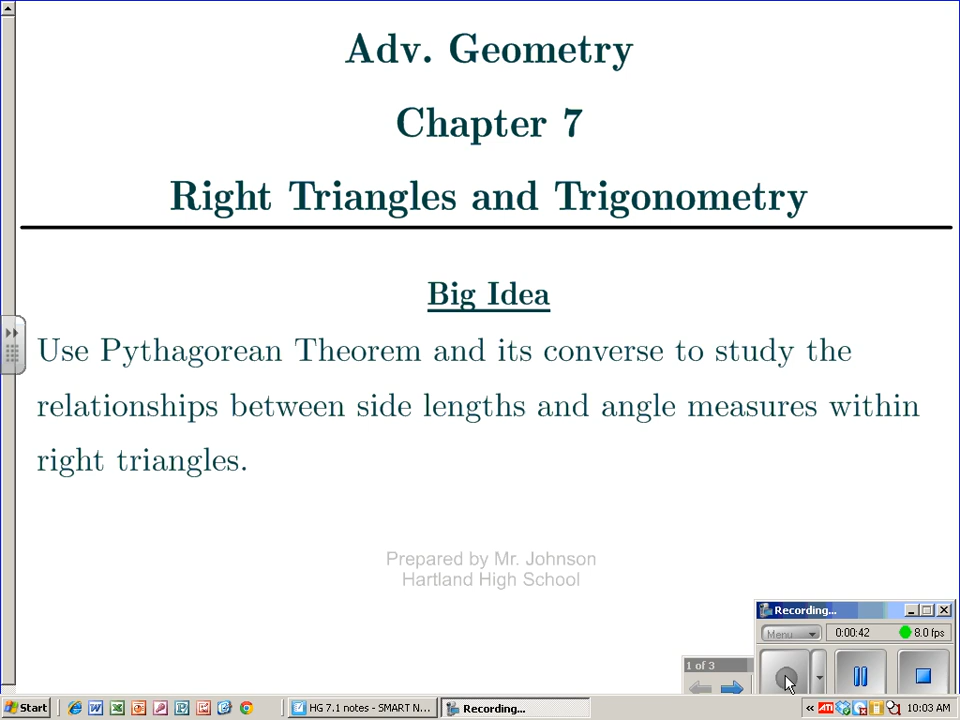 Adv. Geometry
Chapter 7
Right Triangles and Trigonometry
Big Idea
Use Pythagorean Theorem and its converse to study the
relationships between side lengths and angle measures within
right triangles.
Prepared by Mr. Johnson
Hartland High School
Recording...
Menu
0:00:42
8.0 fps
1 of 3
Start
HG 7.1 notes - SMART N...
Recording...
10:03 AM